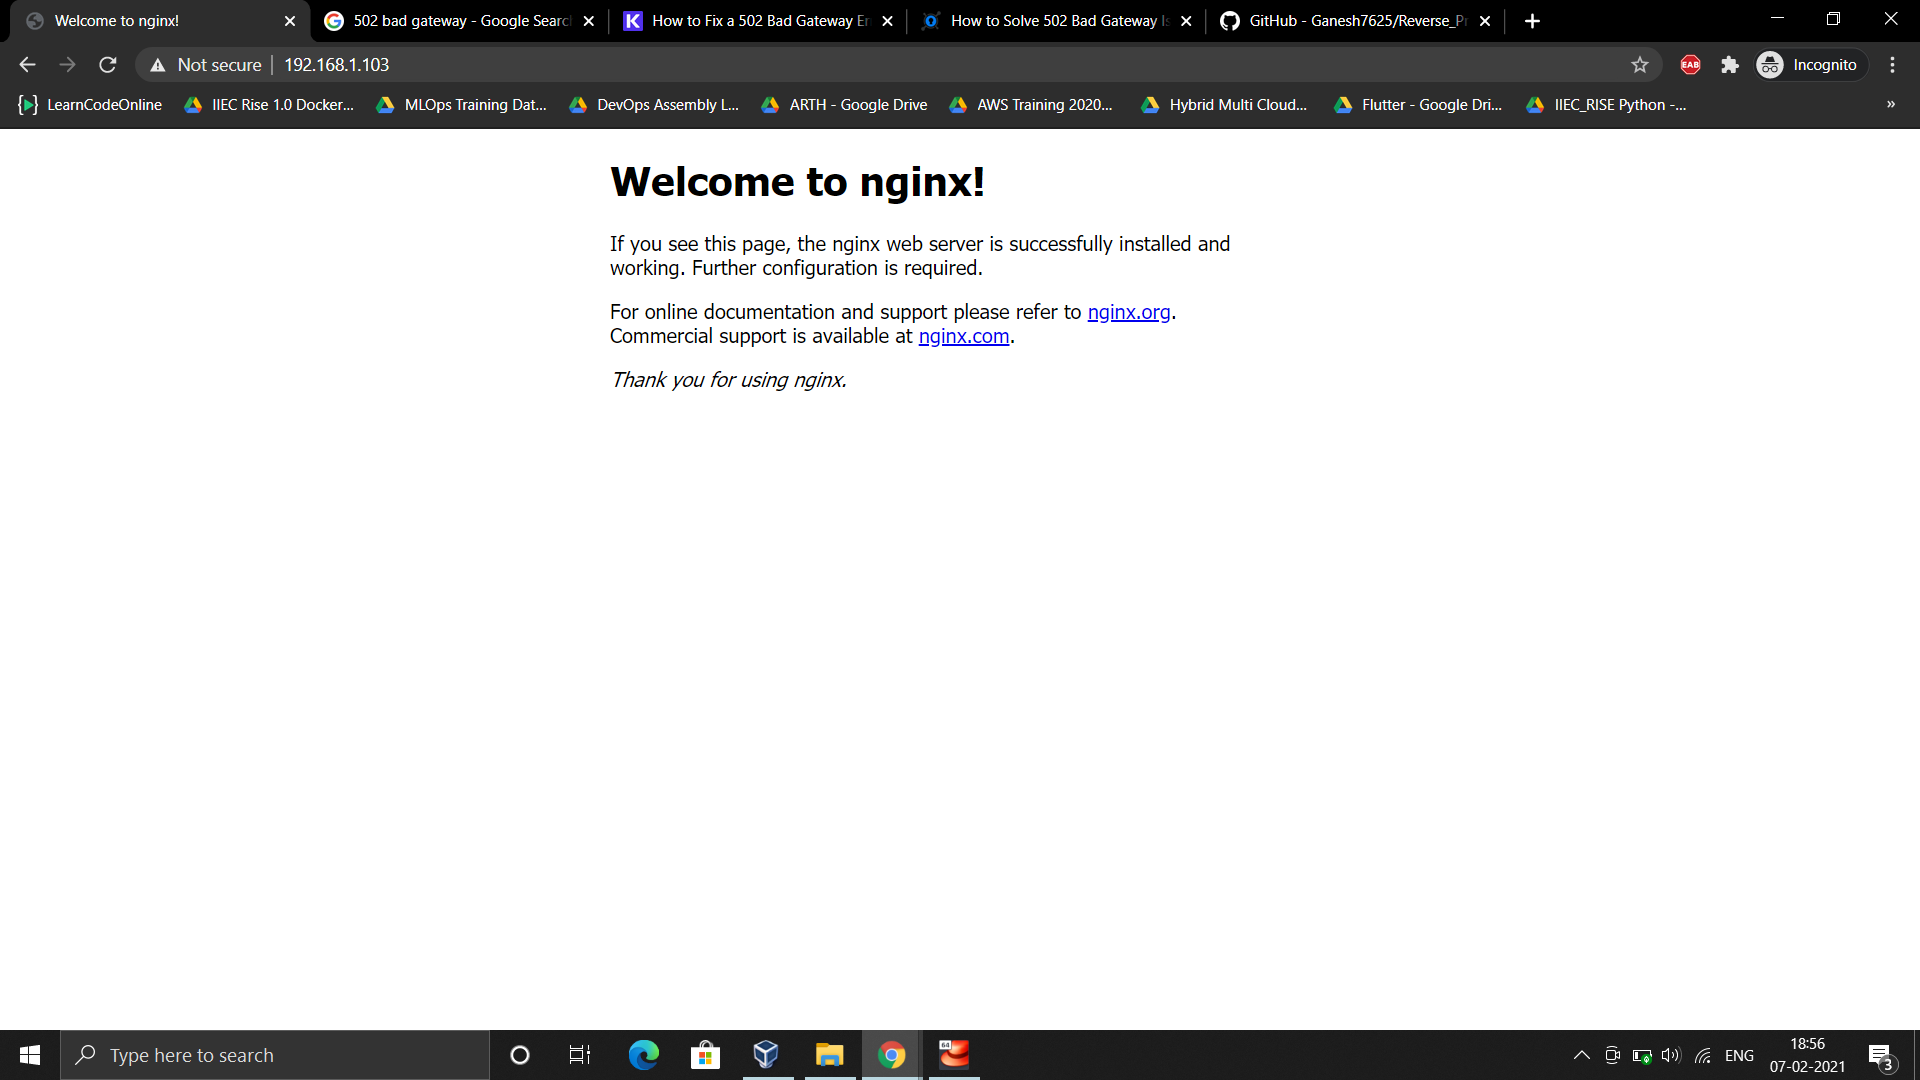 Welcome to nginx!
502 bad gateway - Google Searc
How to Fix a 502 Bad Gateway Er
How to Solve 502 Bad Gateway Is
GitHub - Ganesh7625/Reverse_Pr
Not secure | 192.168.1.103
EAB
Incognito
LearnCodeOnline
IIEC Rise 1.0 Docker...
MLOps Training Dat...
DevOps Assembly L...
ARTH - Google Drive
AWS Training 2020...
Hybrid Multi Cloud...
Flutter - Google Dri...
IIEC_RISE Python -...
»
Welcome to nginx!
If you see this page, the nginx web server is successfully installed and
working. Further configuration is required.
For online documentation and support please refer to nginx.org.
Commercial support is available at nginx.com.
Thank you for using nginx.
Type here to search
64
ENG
18:56
07-02-2021
3